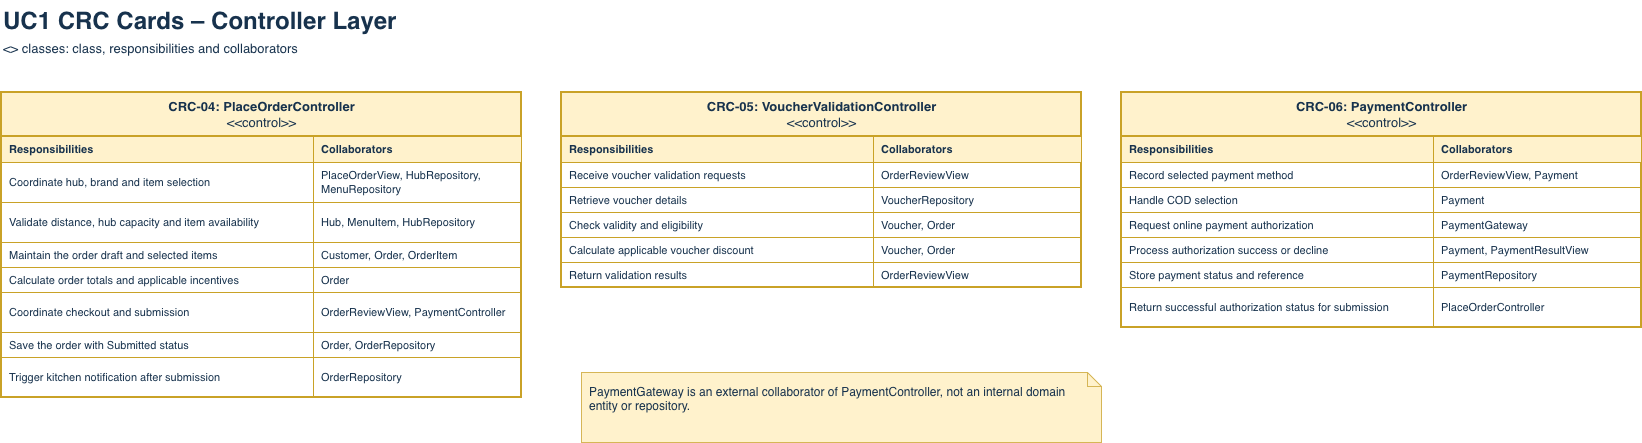 UC1 CRC Cards – Controller Layer
<> classes: class, responsibilities and collaborators
CRC-04: PlaceOrderController
<<control>>
Responsibilities
Collaborators
Coordinate hub, brand and item selection
PlaceOrderView, HubRepository,
MenuRepository
Validate distance, hub capacity and item availability
Hub, MenuItem, HubRepository
Maintain the order draft and selected items
Customer, Order, OrderItem
Calculate order totals and applicable incentives
Order
Coordinate checkout and submission
OrderReviewView, PaymentController
Save the order with Submitted status
Order, OrderRepository
Trigger kitchen notification after submission
OrderRepository
CRC-05: VoucherValidationController
<<control>>
Responsibilities
Collaborators
Receive voucher validation requests
OrderReviewView
Retrieve voucher details
VoucherRepository
Check validity and eligibility
Voucher, Order
Calculate applicable voucher discount
Voucher, Order
Return validation results
OrderReviewView
CRC-06: PaymentController
<<control>>
Responsibilities
Collaborators
Record selected payment method
OrderReviewView, Payment
Handle COD selection
Payment
Request online payment authorization
PaymentGateway
Process authorization success or decline
Payment, PaymentResultView
Store payment status and reference
PaymentRepository
Return successful authorization status for submission
PlaceOrderController
PaymentGateway is an external collaborator of PaymentController, not an internal domain
entity or repository.